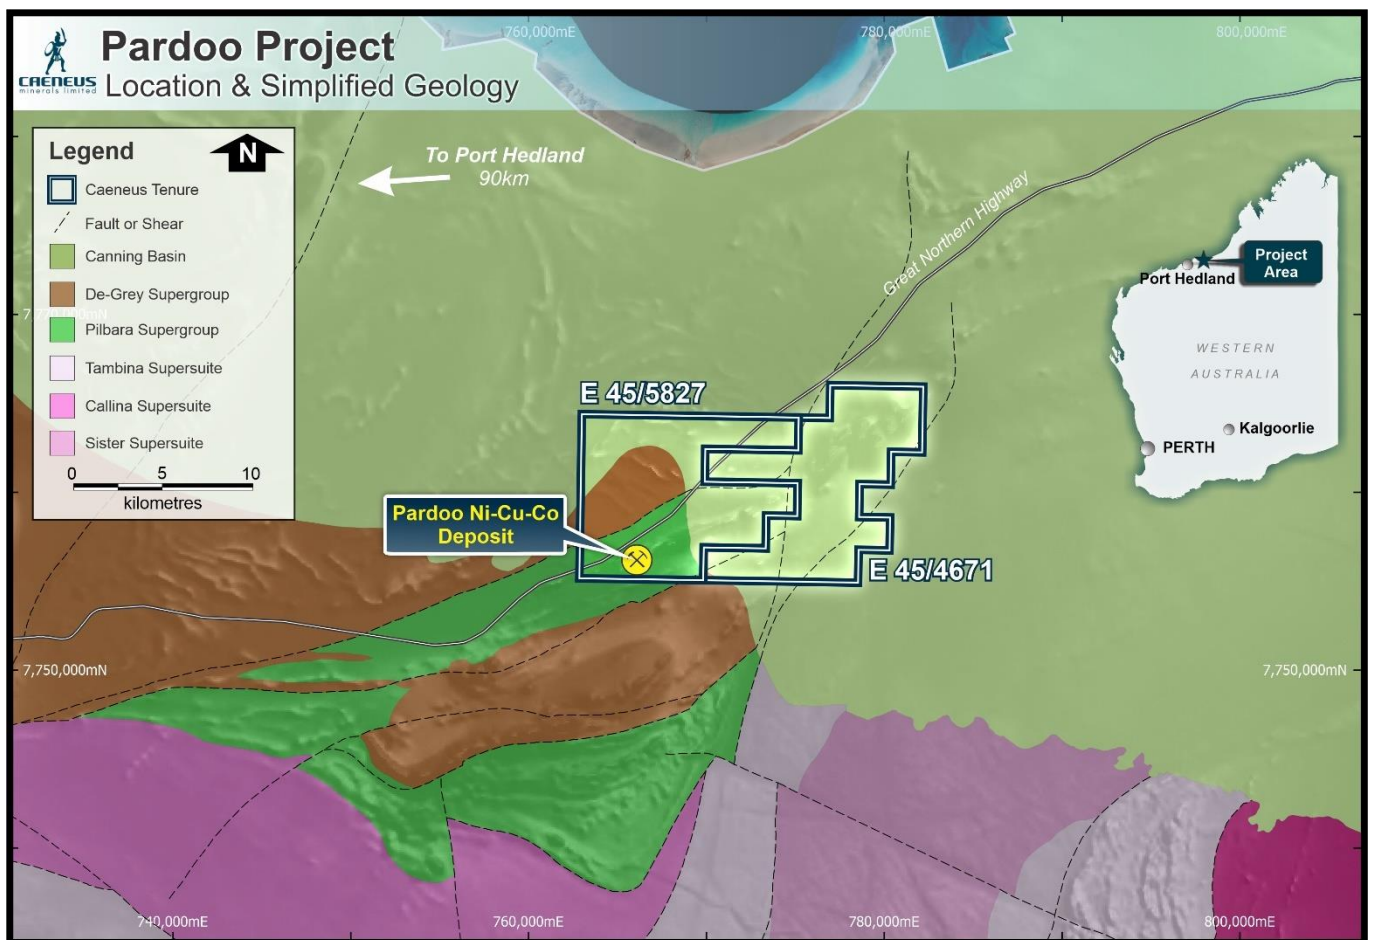 760,000mE
780,000mE
800,000mE
CAENEUS
minerals limited
Pardoo Project
Location & Simplified Geology
Legend
N
Caeneus Tenure
Fault or Shear
Canning Basin
De-Grey Supergroup
Pilbara Supergroup
Tambina Supersuite
Callina Supersuite
Sister Supersuite
0 5 10
kilometres
7,770,000mN
To Port Hedland
90km
Great Northern Highway
Project
Area
Port Hedland
WESTERN
AUSTRALIA
Kalgoorlie
PERTH
E 45/5827
Pardoo Ni-Cu-Co
Deposit
E 45/4671
7,750,000mN
7,750,000mN
740,000mE
760,000mE
780,000mE
800,000mE